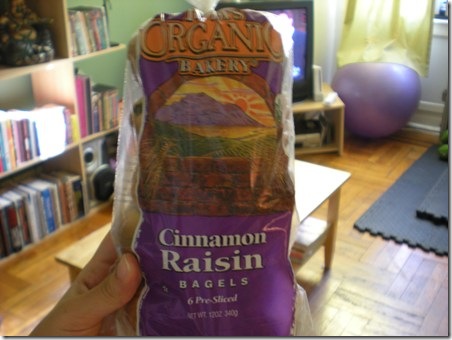 ORGANIC
BAKERY
Cinnamon
Raisin
BAGELS
6 Pre-Sliced
NET WT. 12OZ. 340g